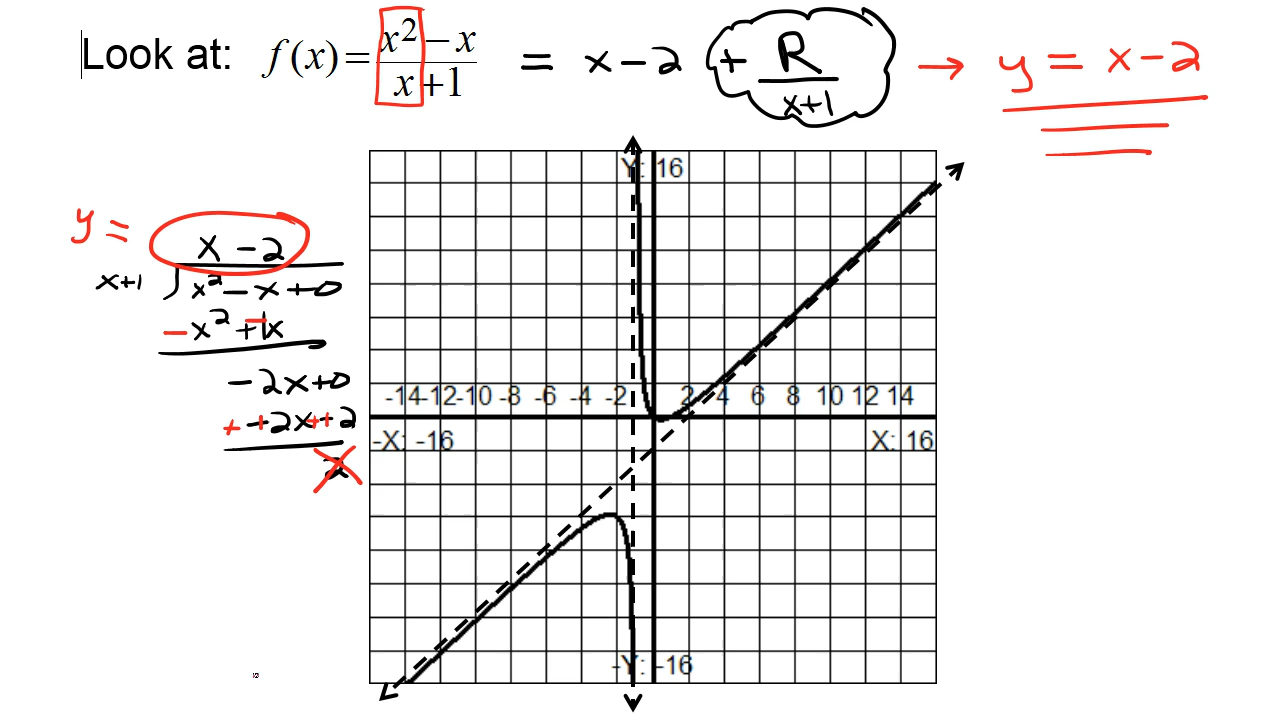 Look at: f(x) = x² − x / x + 1 = x − 2 + R / x+1 → y = x − 2
Y: 16
y =
x − 2
x+1 ) x² − x + 0
− x² + 1x
− 2x + 0
-14 -12 -10 -8 -6 -4 -2 2 4 6 8 10 12 14
+ − 2x + − 2
-X: -16 X: 16
2
-Y: -16